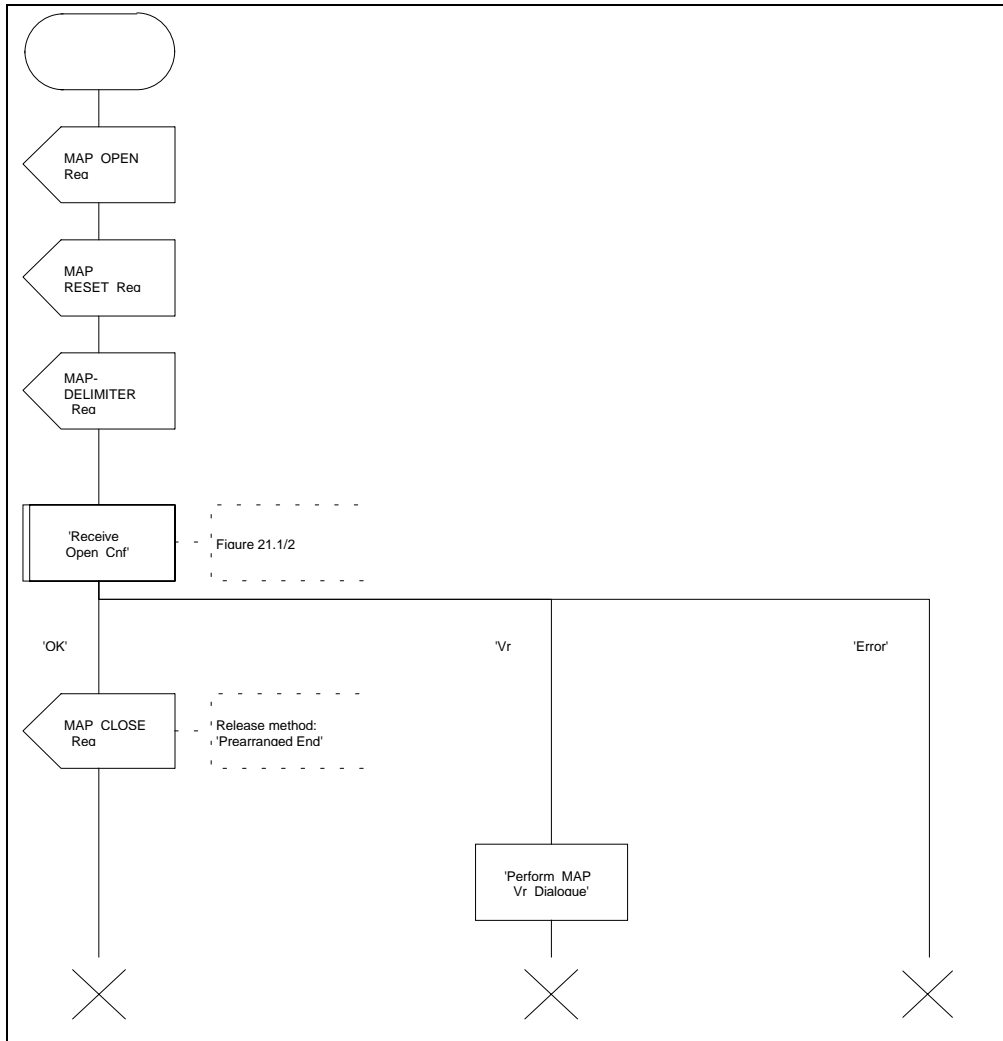 MAP OPEN
Req
MAP
RESET Req
MAP-
DELIMITER
Req
'Receive
Open Cnf'
Figure 21.1/2
'OK'
'Vr
'Error'
MAP CLOSE
Req
Release method:
'Prearranged End'
'Perform MAP
Vr Dialogue'